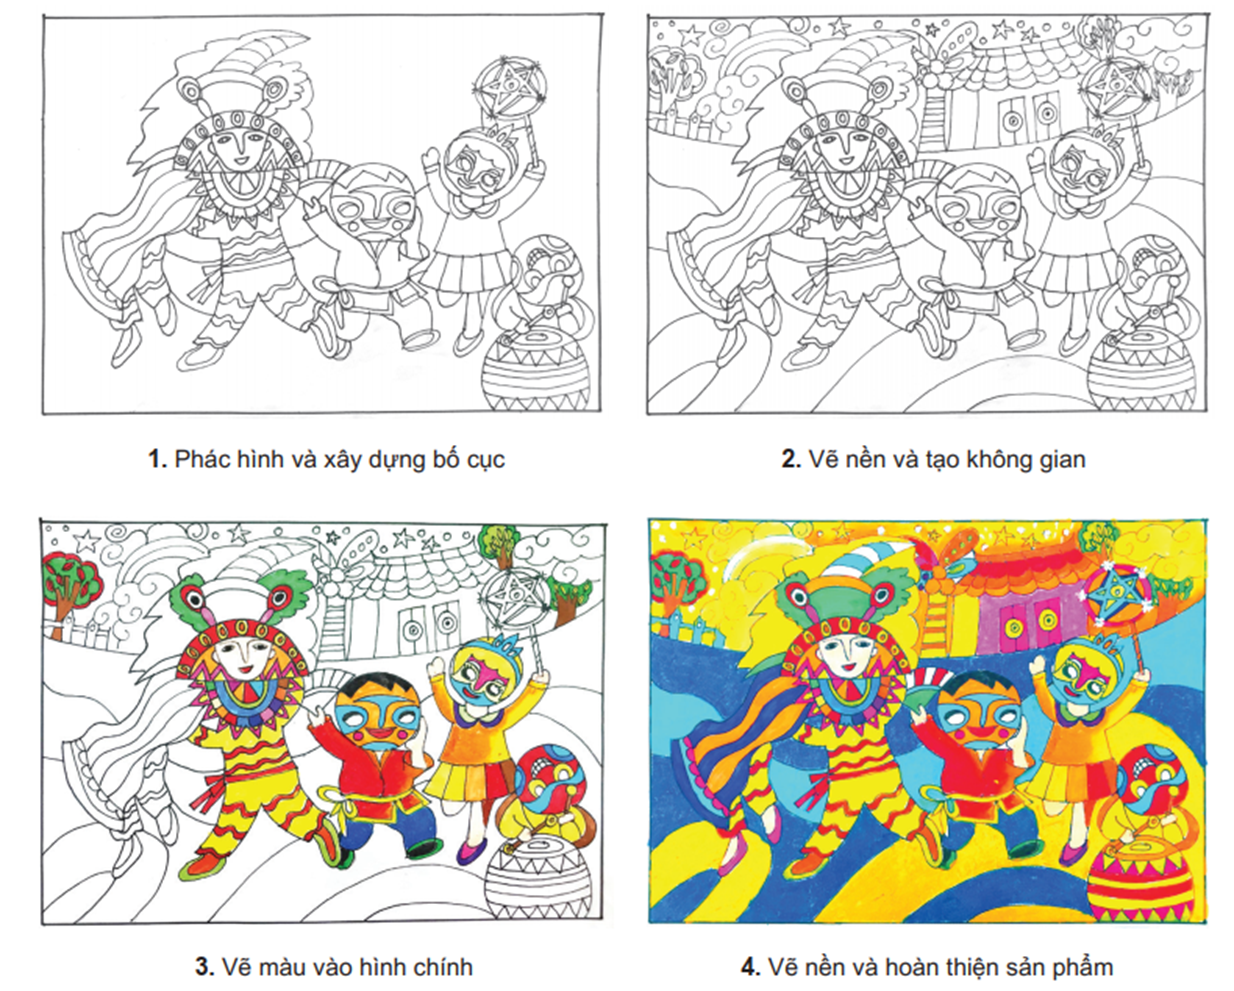 1. Phác hình và xây dựng bố cục
2. Vẽ nền và tạo không gian
3. Vẽ màu vào hình chính
4. Vẽ nền và hoàn thiện sản phẩm